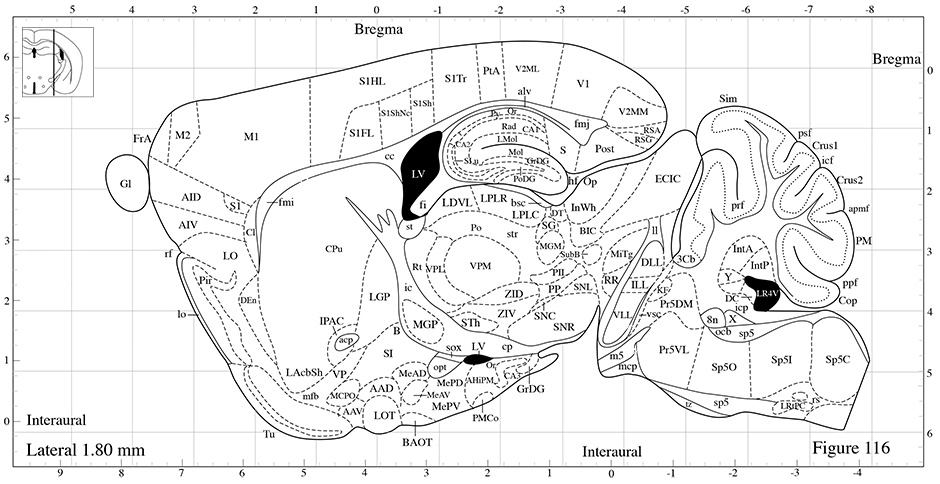 5 4 3 2 1 0 -1 -2 -3 -4 -5 -6 -7 -8
Bregma
Bregma
6 5 4 3 2 1 0
0 1 2 3 4 5 6
S1HL S1Tr PtA V2ML V1
S1ShNc S1Sh alv V2MM Sim
FrA M2 M1 S1FL Py Or fmj RSA psf
CA2 Rad CA1 RSG Crus1
cc LMol S Post icf
Gl LV SLu Mol GrDG ECIC Crus2
PoDG hf Op
AID S1 fmi fi LDVL LPLR bsc InWh prf apmf
AIV Cl st LPLC DT
CPu Po str SG BIC ll PM
rf LO MGM SubB MiTg 3Cb IntA
Pir Rt VPL VPM PIL DLL IntP
DEn ic RR ILL Y ppf
lo LGP ZID PP SNL KF Pr5DM DC LR4V Cop
IPAC MGP ZIV SNC VLL vsc icp
acp B STh SNR 8n X
ocb sp5
sox LV cp m5 Pr5VL
LAcbSh VP SI opt Or mcp Sp5O Sp5I Sp5C
mfb MCPO AAD MeAD MePD AHiPM CA3 GrDG
AAV LOT MeAV MePV PMCo tz sp5 LRtPC rs
Tu BAOT
Interaural
Interaural
Lateral 1.80 mm
Figure 116
9 8 7 6 5 4 3 2 1 0 -1 -2 -3 -4